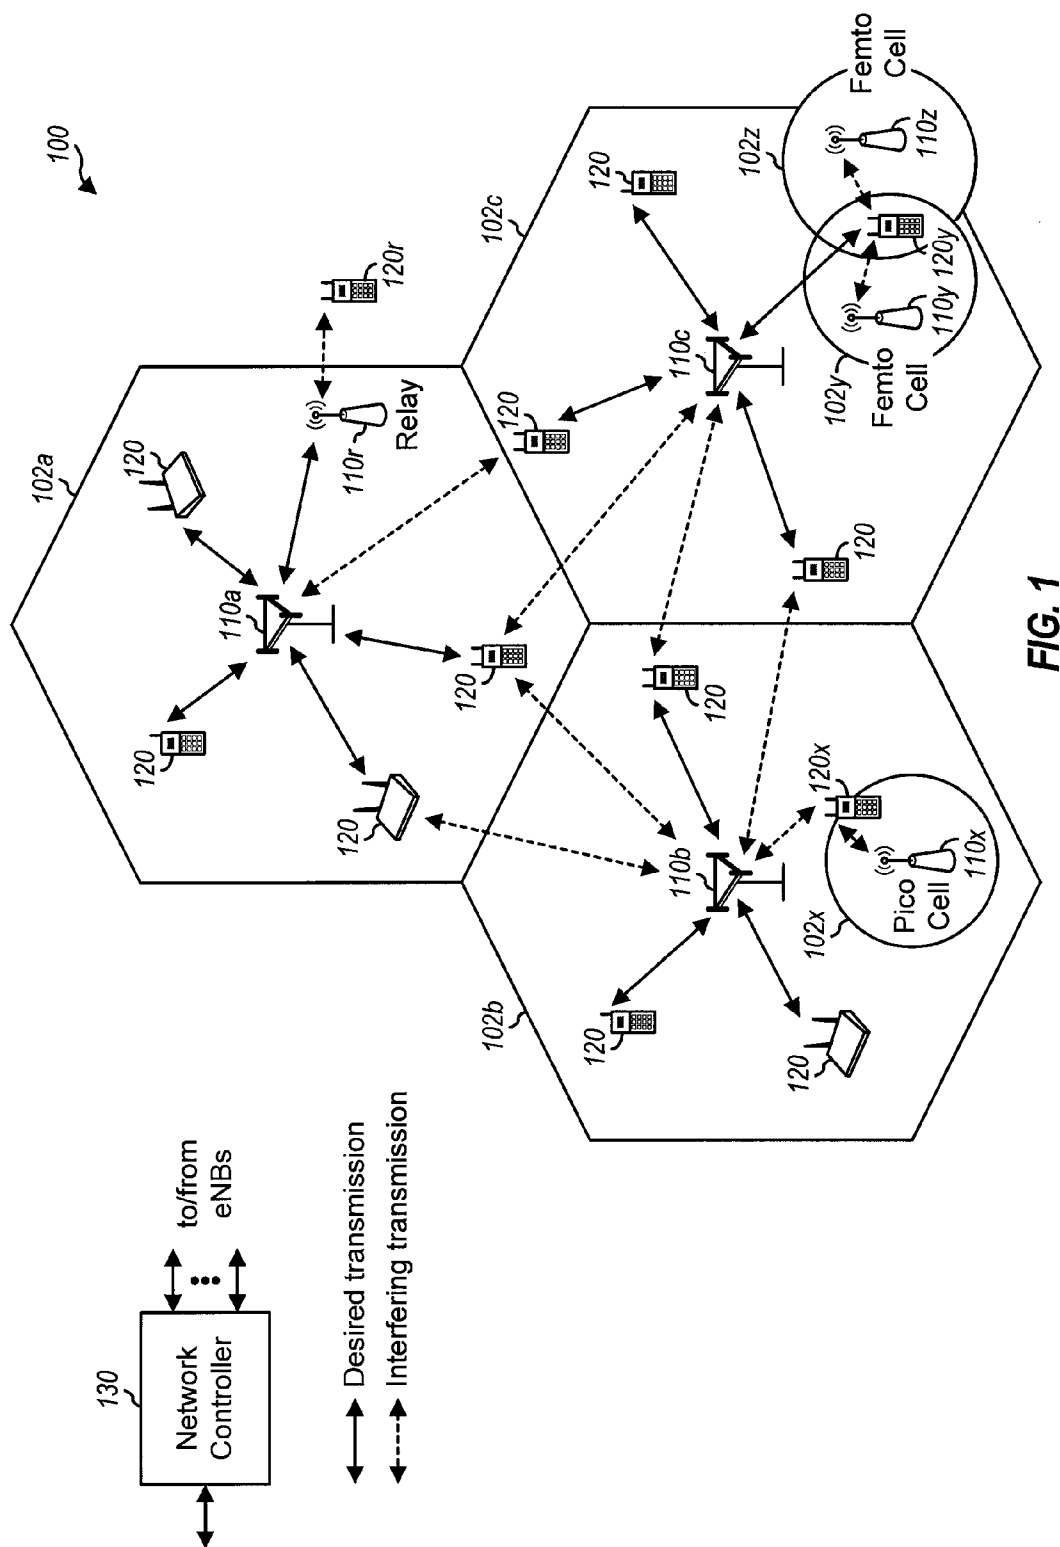 100
130
Network
Controller
to/from
eNBs
Desired transmission
Interfering transmission
102a
120
110a
120
120
120
120
110r
Relay
120r
102b
120
110b
120
120
102x
Pico
Cell
110x
120x
102c
120
120
110c
120
102y
Femto
Cell
110y
120y
102z
Femto
Cell
110z
FIG. 1